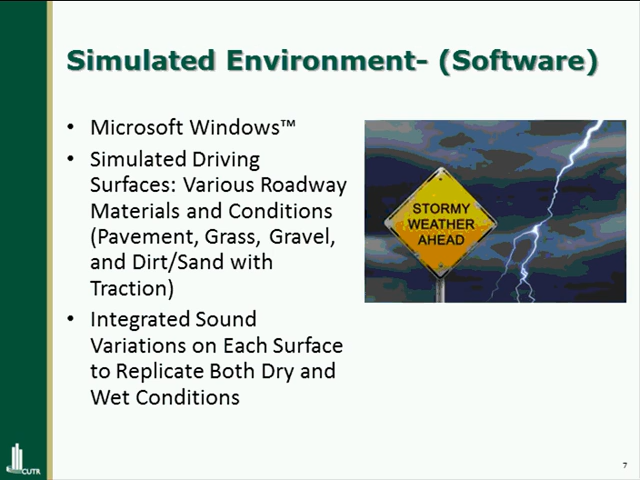 Simulated Environment- (Software)
• Microsoft Windows™
• Simulated Driving
Surfaces: Various Roadway
Materials and Conditions
(Pavement, Grass, Gravel,
and Dirt/Sand with
Traction)
• Integrated Sound
Variations on Each Surface
to Replicate Both Dry and
Wet Conditions
STORMY
WEATHER
AHEAD
CUTR
7